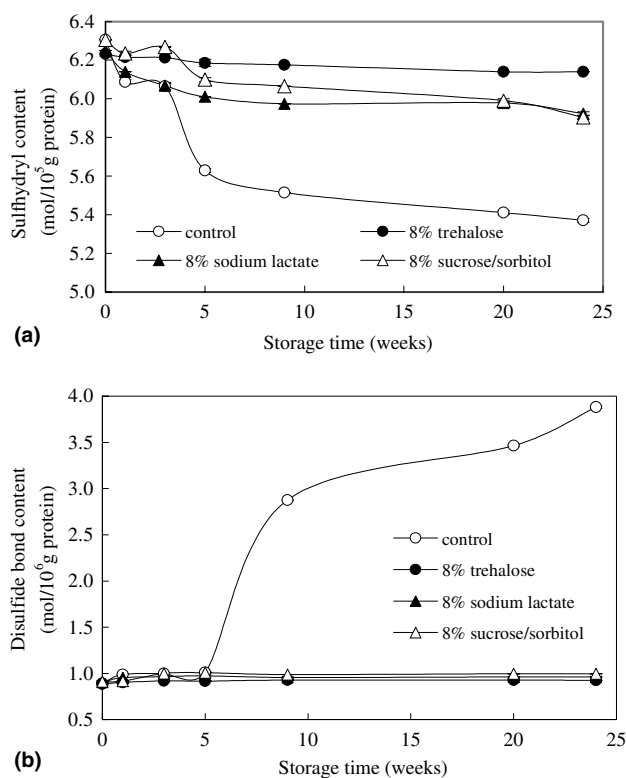 6.4
6.2
6.0
5.8
5.6
5.4
5.2
5.0
Sulfhydryl content
(mol/10⁵g protein)
control
8% trehalose
8% sodium lactate
8% sucrose/sorbitol
0 5 10 15 20 25
Storage time (weeks)
(a)
4.0
3.5
3.0
2.5
2.0
1.5
1.0
0.5
Disulfide bond content
(mol/10⁶g protein)
control
8% trehalose
8% sodium lactate
8% sucrose/sorbitol
0 5 10 15 20 25
Storage time (weeks)
(b)